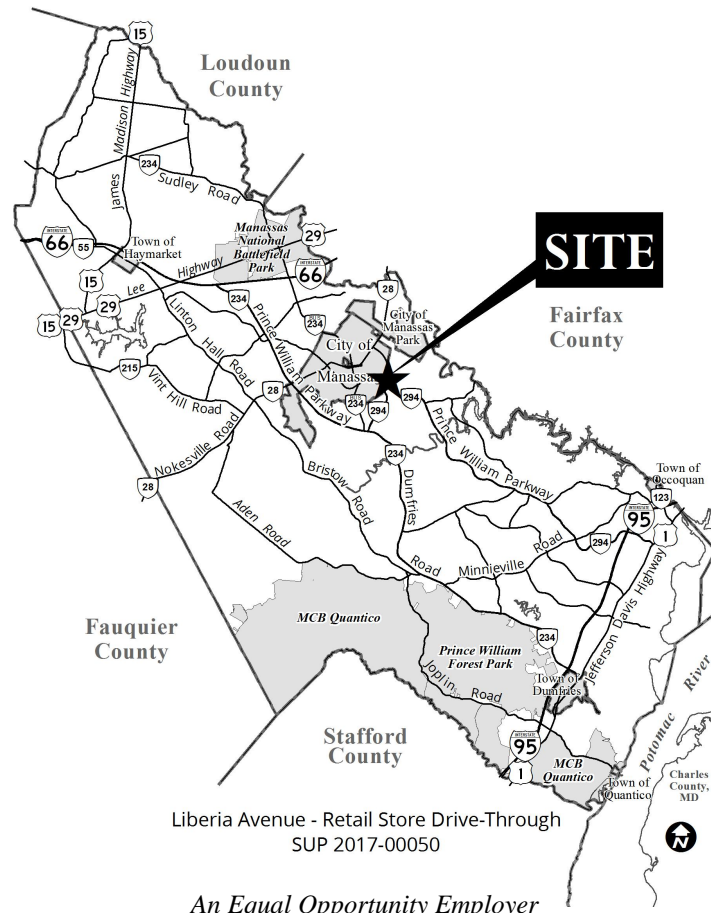 15
Loudoun
County
James Madison Highway
234
Sudley Road
Manassas
National
Battlefield
Park
29
66
55
Town of
Haymarket
INTERSTATE
66
15
Lee Highway
29
15
29
SITE
Fairfax
County
28
City of
Manassas
Park
234
BUS
234
City of
Manassas
Linton Hall Road
Prince William Parkway
215
Vint Hill Road
28
BUS
234
294
294
Nokesville Road
28
Bristow Road
234
Dumfries Road
Prince William Parkway
Town of
Occoquan
123
INTERSTATE
95
1
294
Aden Road
Minnieville Road
Jefferson Davis Highway
MCB Quantico
Fauquier
County
Prince William
Forest Park
234
Joplin Road
Town of
Dumfries
Potomac River
Stafford
County
INTERSTATE
95
1
MCB
Quantico
Town of
Quantico
Charles
County,
MD
N
Liberia Avenue - Retail Store Drive-Through
SUP 2017-00050
An Equal Opportunity Employer